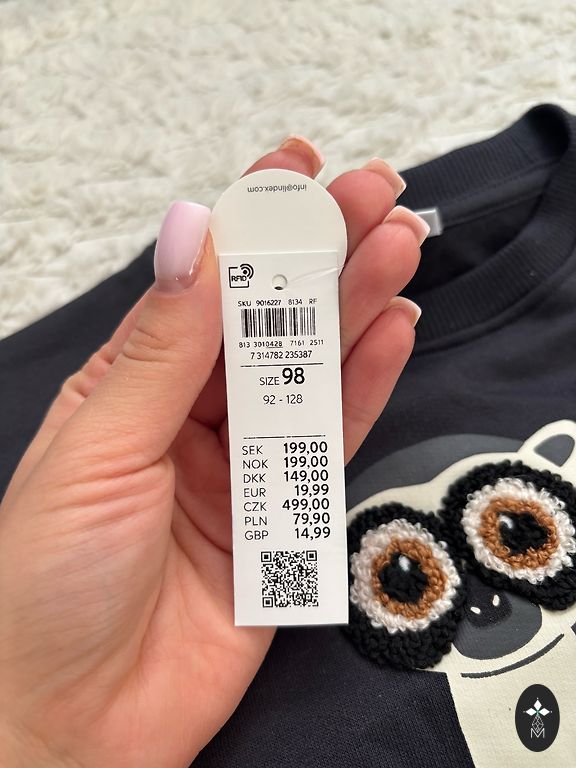 info@lindex.com
RFID
SKU 9016227 8134 RF
813 3010428 7161 2511
7 314782 235387
SIZE 98
92 - 128
SEK 199,00
NOK 199,00
DKK 149,00
EUR 19,99
CZK 499,00
PLN 79,90
GBP 14,99
M